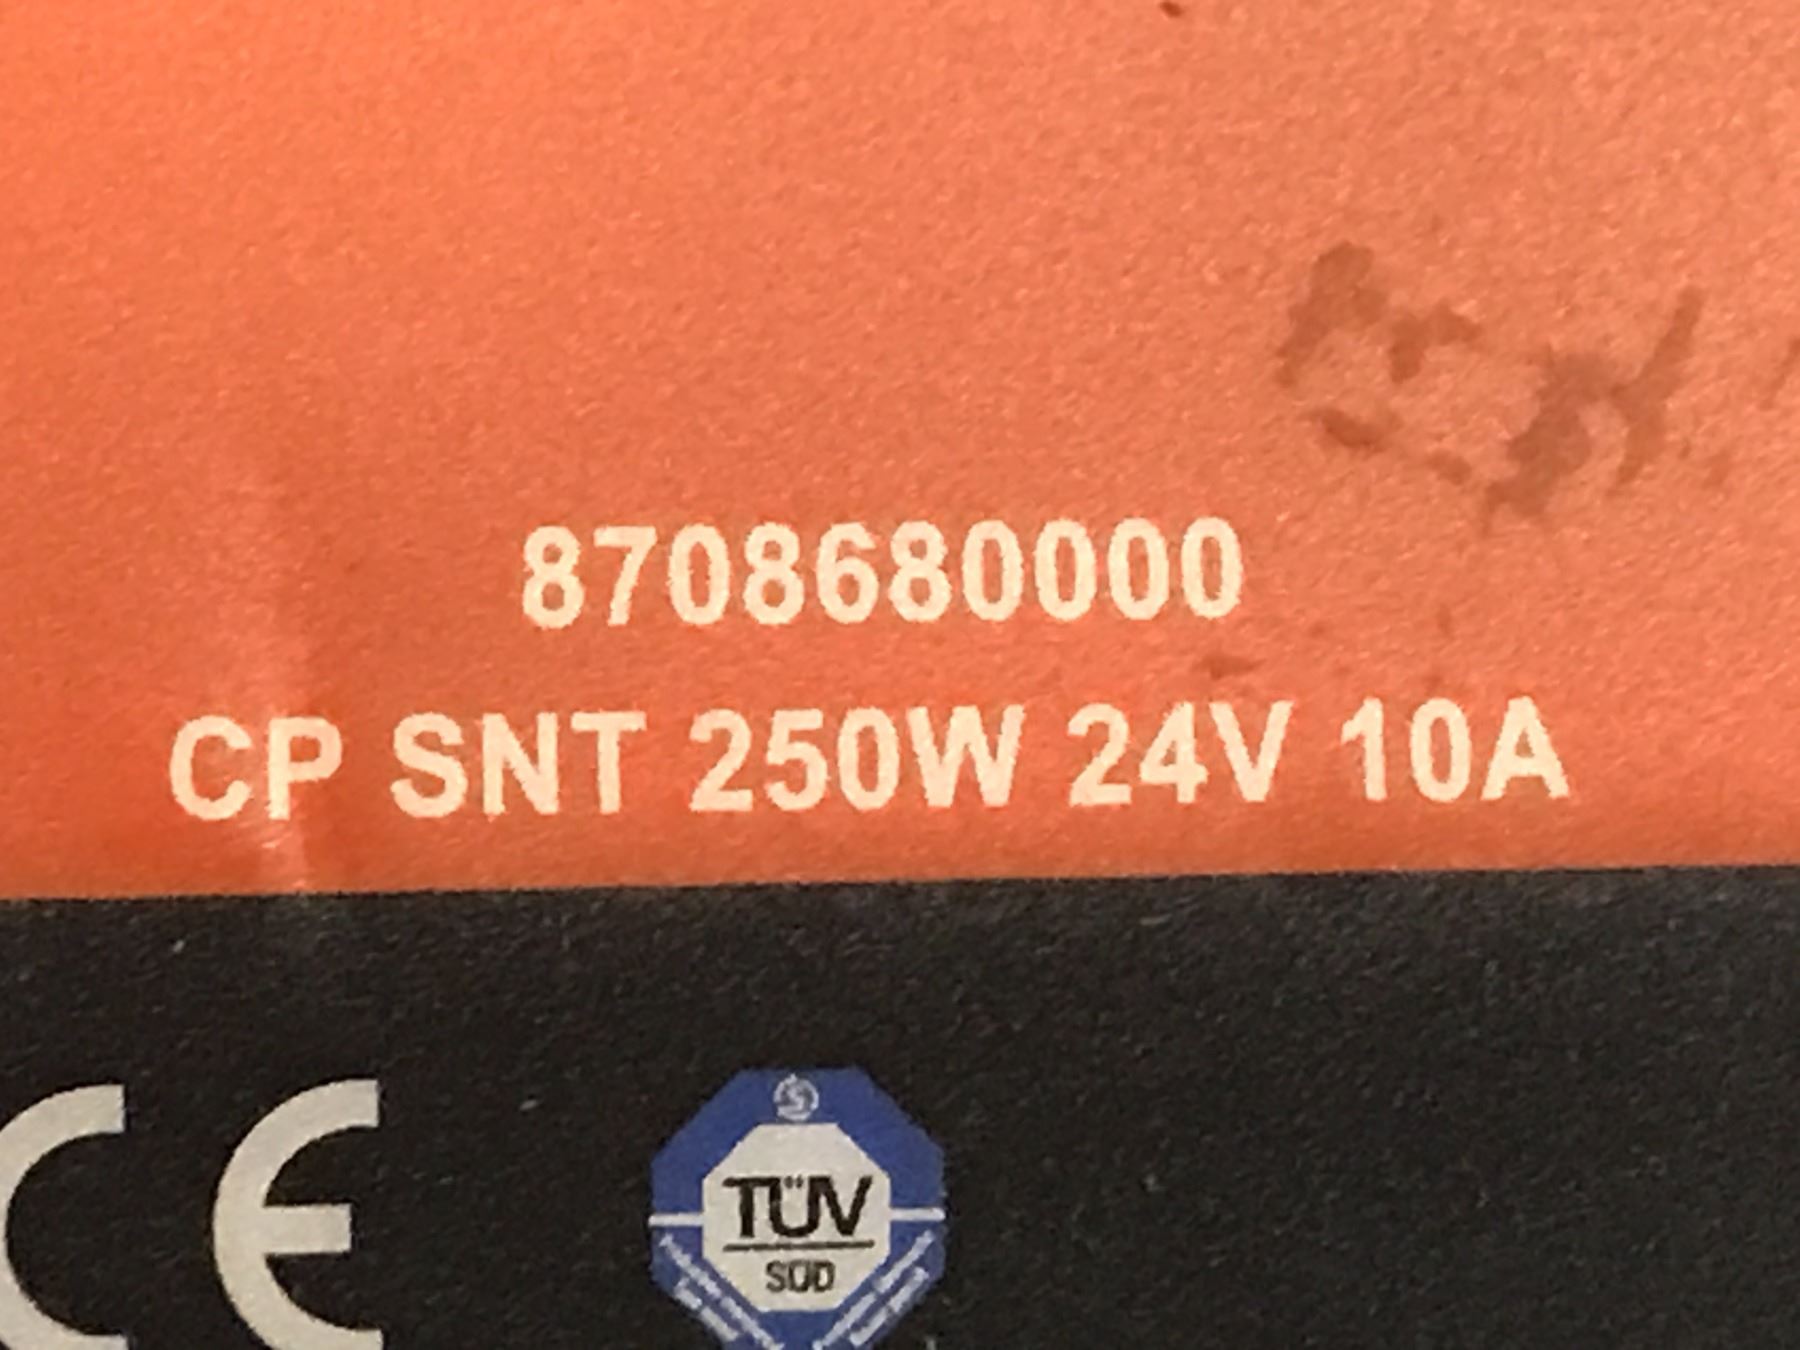 8708680000
CP SNT 250W 24V 10A
CE
TÜV
SÜD